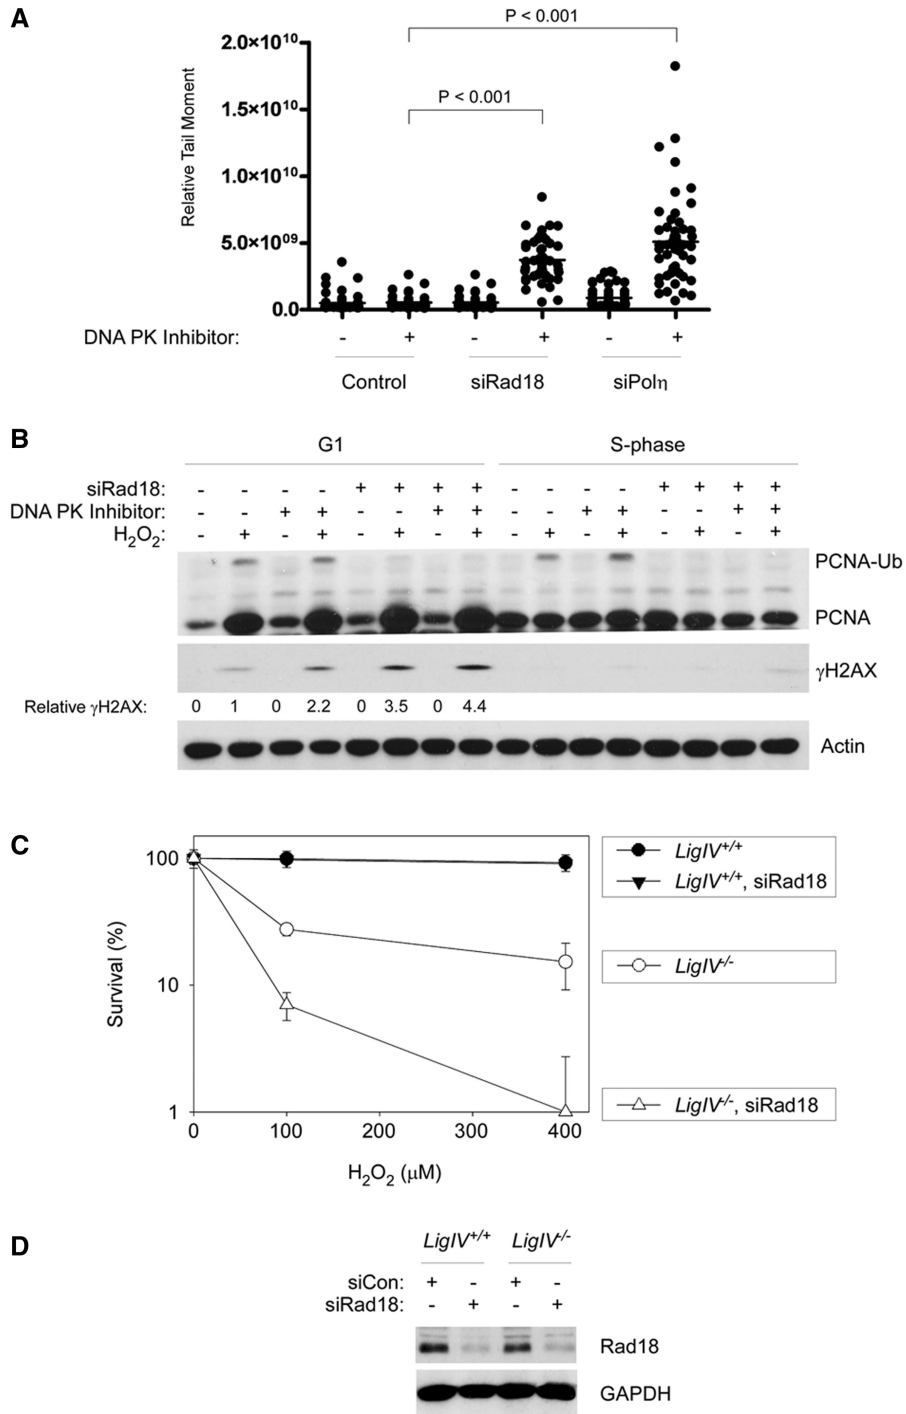 A
P < 0.001
P < 0.001
Relative Tail Moment
2.0×10¹⁰
1.5×10¹⁰
1.0×10¹⁰
5.0×10⁰⁹
0.0
DNA PK Inhibitor: - + - + - +
Control siRad18 siPolη
B
G1 S-phase
siRad18: - - - - + + + + - - - - + + + +
DNA PK Inhibitor: - - + + - - + + - - + + - - + +
H₂O₂: - + - + - + - + - + - + - + - +
PCNA-Ub
PCNA
γH2AX
Relative γH2AX: 0 1 0 2.2 0 3.5 0 4.4
Actin
C
Survival (%)
100
10
1
0 100 200 300 400
H₂O₂ (μM)
LigIV+/+
LigIV+/+, siRad18
LigIV-/-
LigIV-/-, siRad18
D
LigIV+/+ LigIV-/-
siCon: + - + -
siRad18: - + - +
Rad18
GAPDH